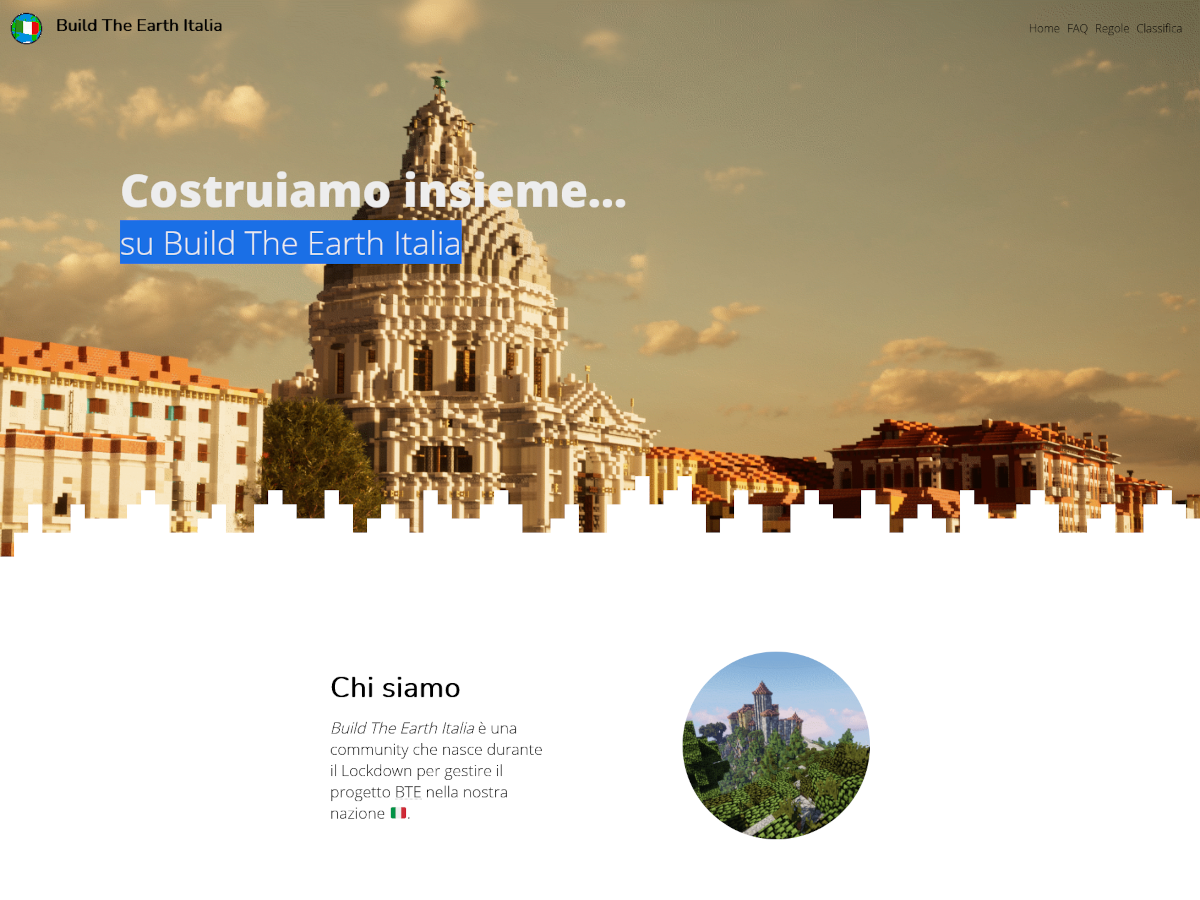 Build The Earth Italia
Home FAQ Regole Classifica
Costruiamo insieme...
su Build The Earth Italia
Chi siamo
Build The Earth Italia è una
community che nasce durante
il Lockdown per gestire il
progetto BTE nella nostra
nazione 🇮🇹.